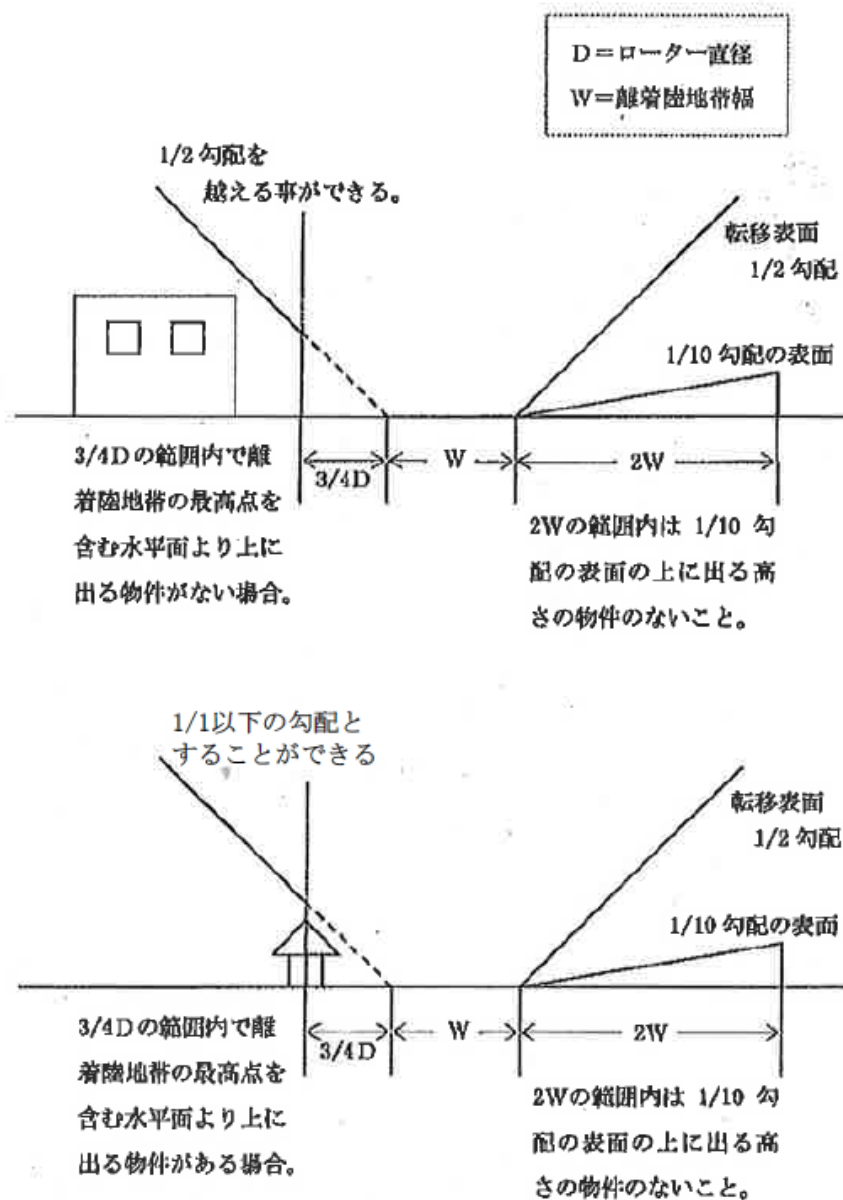 D＝ローター直径
W＝離着陸地帯幅
1/2 勾配を
越える事ができる。
転移表面
1/2 勾配
1/10 勾配の表面
3/4D
W
2W
3/4Dの範囲内で離
着陸地帯の最高点を
含む水平面より上に
出る物件がない場合。
2Wの範囲内は 1/10 勾
配の表面の上に出る高
さの物件のないこと。
1/1以下の勾配と
することができる
転移表面
1/2 勾配
1/10 勾配の表面
3/4D
W
2W
3/4Dの範囲内で離
着陸地帯の最高点を
含む水平面より上に
出る物件がある場合。
2Wの範囲内は 1/10 勾
配の表面の上に出る高
さの物件のないこと。